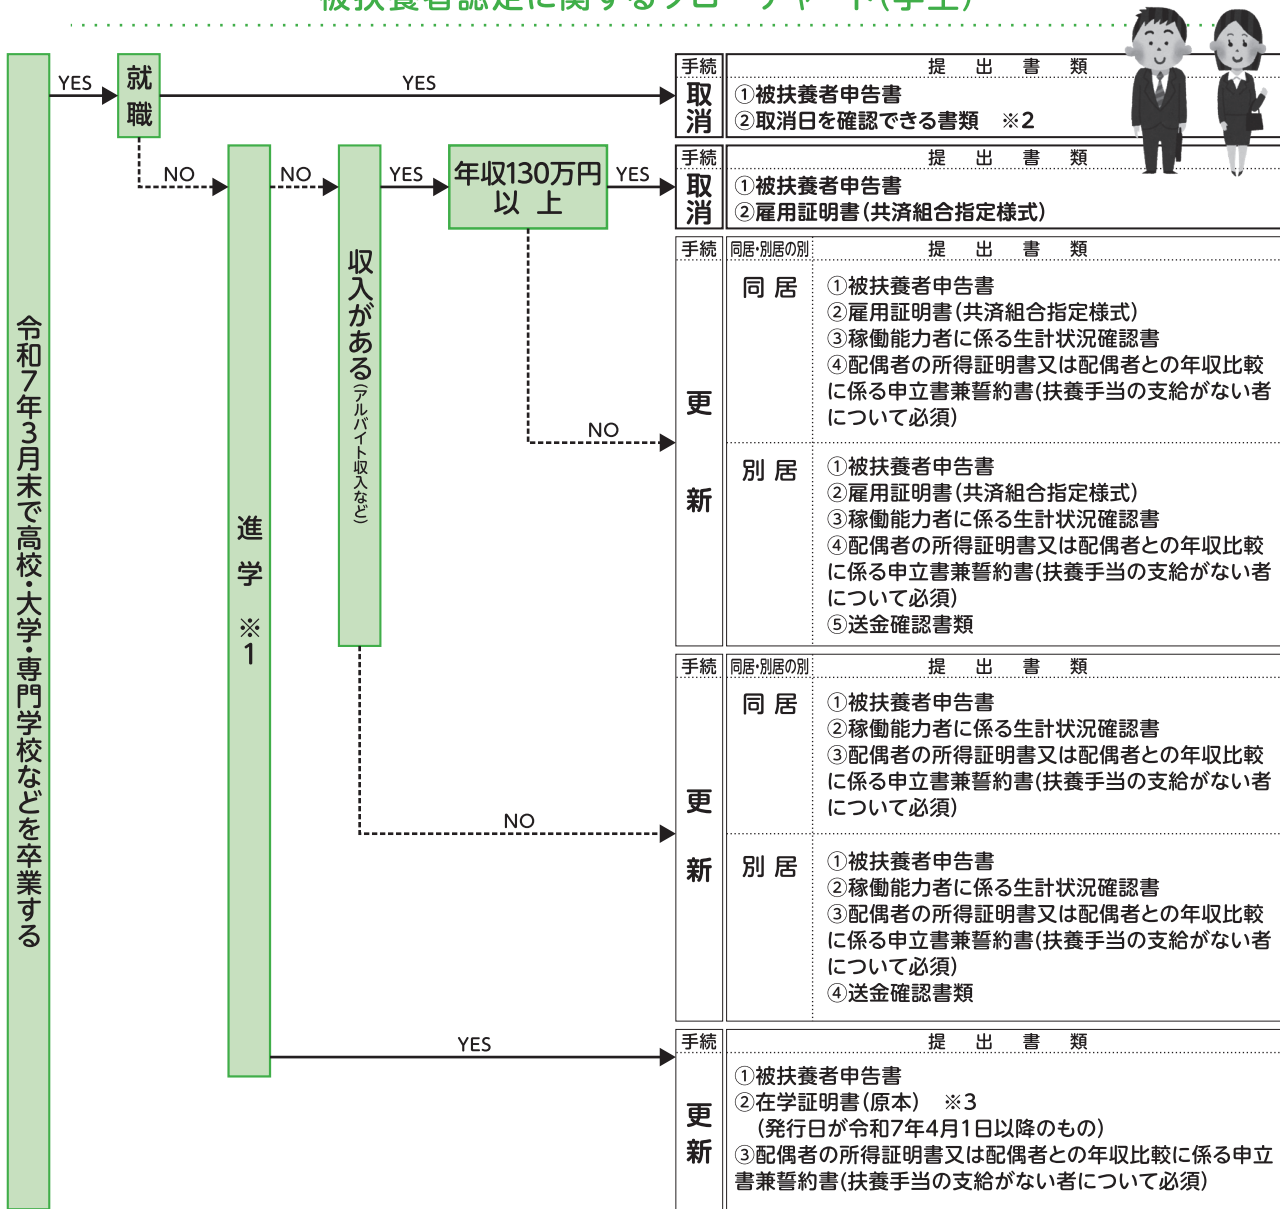 被扶養者認定に関するフローチャート(学生)
令和7年3月末で高校・大学・専門学校などを卒業する
YES
就職
YES
手続
提出書類
取消
①被扶養者申告書
②取消日を確認できる書類 ※2
NO
進学 ※1
NO
収入がある(アルバイト収入など)
YES
年収130万円
以上
YES
手続
提出書類
取消
①被扶養者申告書
②雇用証明書(共済組合指定様式)
NO
手続
同居・別居の別
提出書類
更新
同居
①被扶養者申告書
②雇用証明書(共済組合指定様式)
③稼働能力者に係る生計状況確認書
④配偶者の所得証明書又は配偶者との年収比較
に係る申立書兼誓約書(扶養手当の支給がない者
について必須)
別居
①被扶養者申告書
②雇用証明書(共済組合指定様式)
③稼働能力者に係る生計状況確認書
④配偶者の所得証明書又は配偶者との年収比較
に係る申立書兼誓約書(扶養手当の支給がない者
について必須)
⑤送金確認書類
NO
手続
同居・別居の別
提出書類
更新
同居
①被扶養者申告書
②稼働能力者に係る生計状況確認書
③配偶者の所得証明書又は配偶者との年収比較
に係る申立書兼誓約書(扶養手当の支給がない者
について必須)
別居
①被扶養者申告書
②稼働能力者に係る生計状況確認書
③配偶者の所得証明書又は配偶者との年収比較
に係る申立書兼誓約書(扶養手当の支給がない者
について必須)
④送金確認書類
YES
手続
提出書類
更新
①被扶養者申告書
②在学証明書(原本) ※3
(発行日が令和7年4月1日以降のもの)
③配偶者の所得証明書又は配偶者との年収比較に係る申立
書兼誓約書(扶養手当の支給がない者について必須)